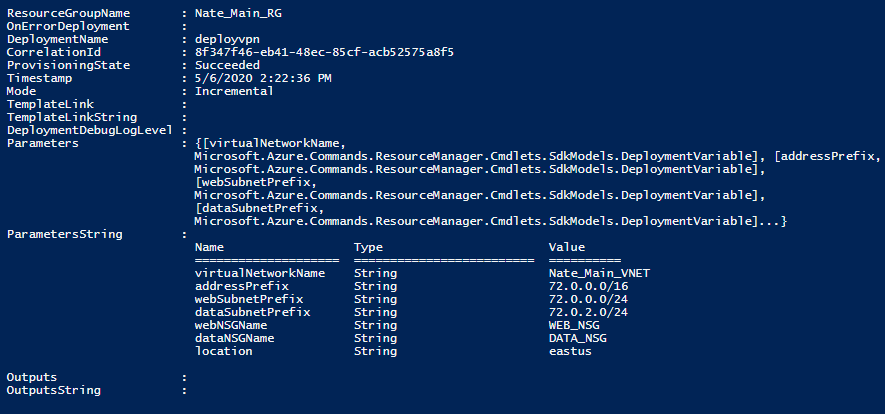 ResourceGroupName       : Nate_Main_RG
OnErrorDeployment       :
DeploymentName          : deployvpn
CorrelationId           : 8f347f46-eb41-48ec-85cf-acb52575a8f5
ProvisioningState       : Succeeded
Timestamp               : 5/6/2020 2:22:36 PM
Mode                    : Incremental
TemplateLink            :
TemplateLinkString      :
DeploymentDebugLogLevel :
Parameters              : {[virtualNetworkName,
                          Microsoft.Azure.Commands.ResourceManager.Cmdlets.SdkModels.DeploymentVariable], [addressPrefix,
                          Microsoft.Azure.Commands.ResourceManager.Cmdlets.SdkModels.DeploymentVariable],
                          [webSubnetPrefix,
                          Microsoft.Azure.Commands.ResourceManager.Cmdlets.SdkModels.DeploymentVariable],
                          [dataSubnetPrefix,
                          Microsoft.Azure.Commands.ResourceManager.Cmdlets.SdkModels.DeploymentVariable]...}
ParametersString        :
                          Name                  Type                       Value
                          ====================  =========================  ==========
                          virtualNetworkName    String                     Nate_Main_VNET
                          addressPrefix         String                     72.0.0.0/16
                          webSubnetPrefix       String                     72.0.0.0/24
                          dataSubnetPrefix      String                     72.0.2.0/24
                          webNSGName            String                     WEB_NSG
                          dataNSGName           String                     DATA_NSG
                          location              String                     eastus
Outputs                 :
OutputsString           :